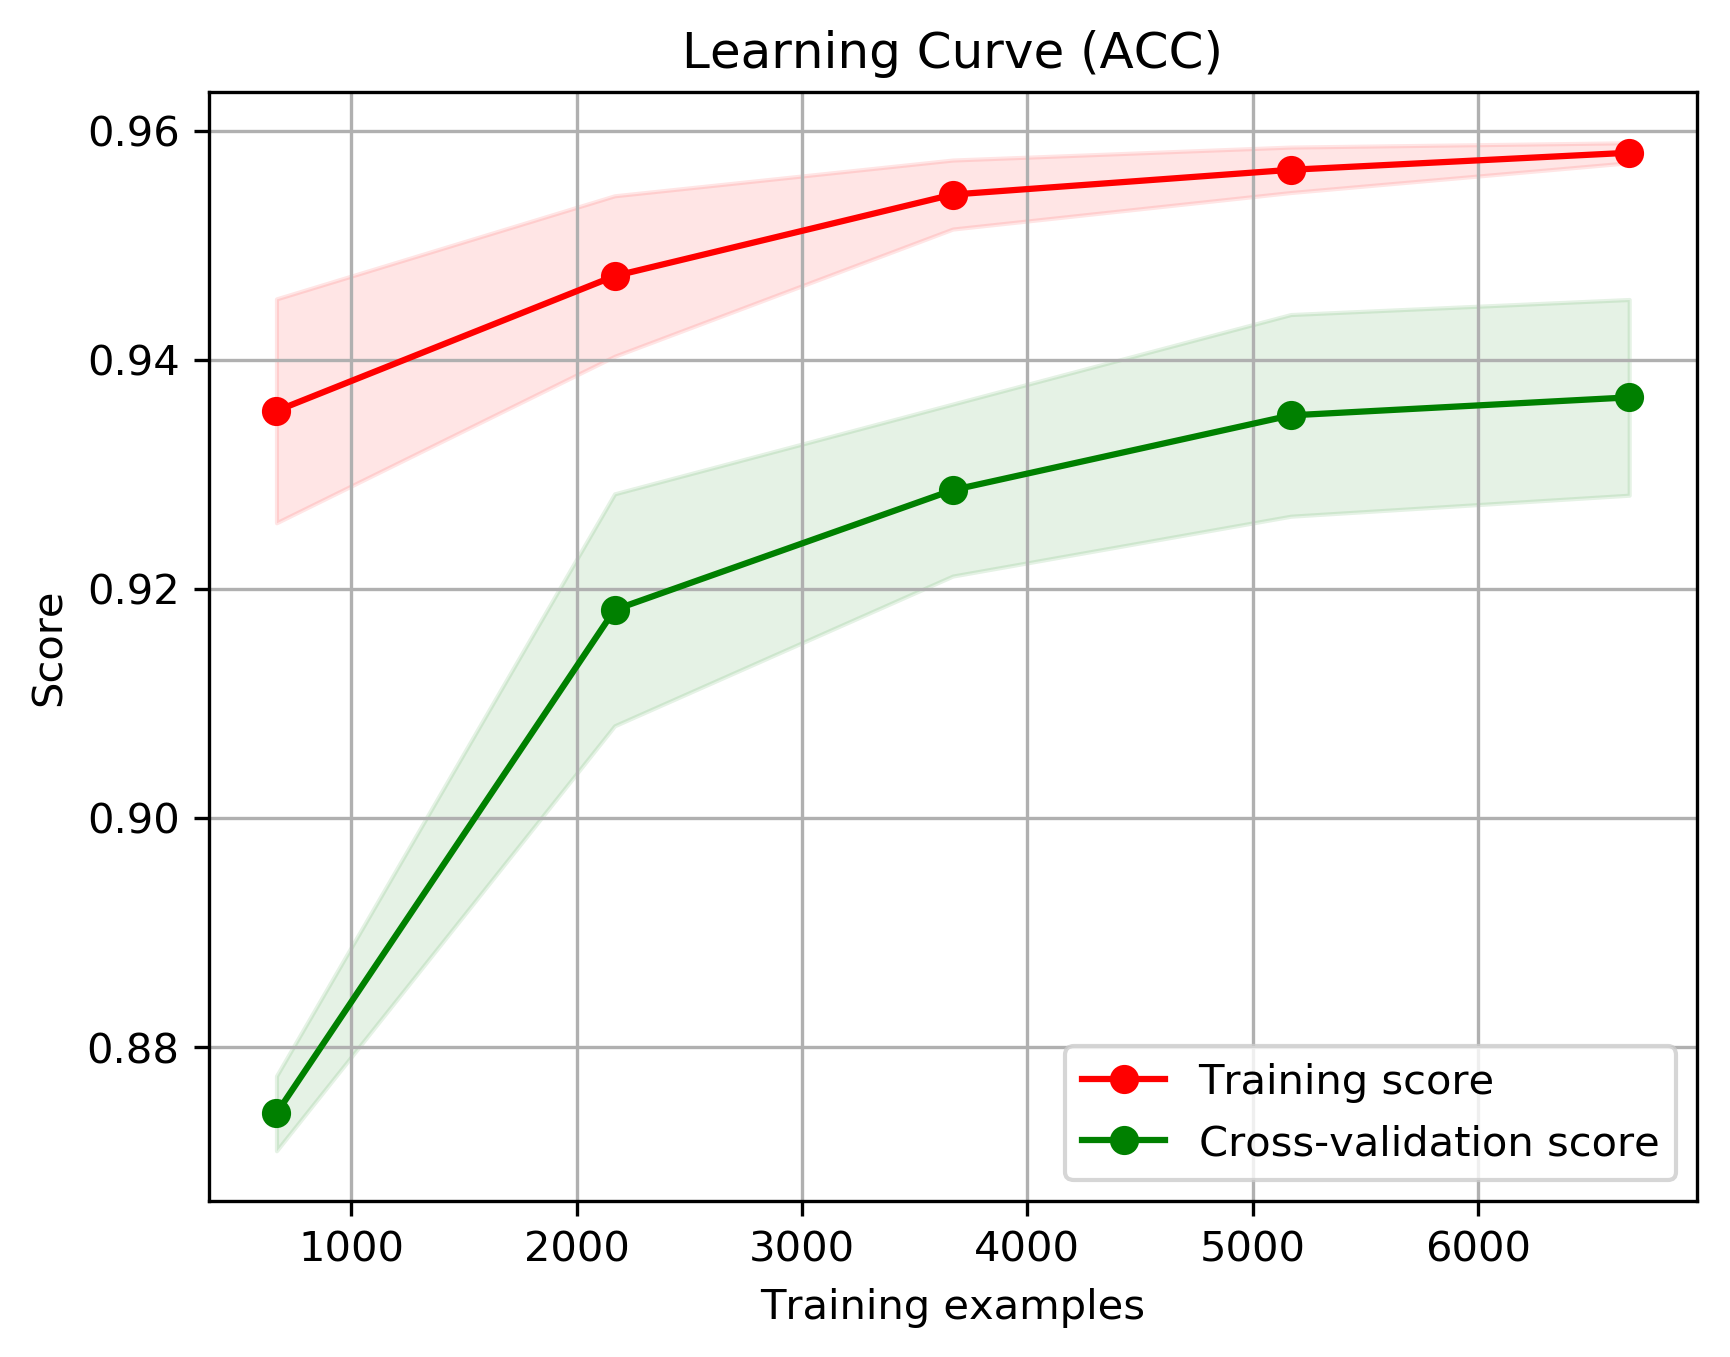 Learning Curve (ACC)
0.96
0.94
0.92
0.90
0.88
Score
1000 2000 3000 4000 5000 6000
Training examples
Training score
Cross-validation score